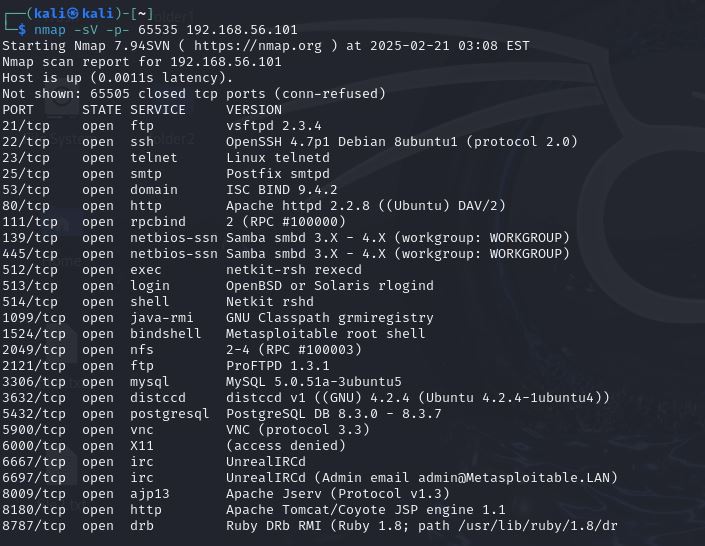 ┌──(kali㉿kali)-[~]
└─$ nmap -sV -p- 65535 192.168.56.101
Starting Nmap 7.94SVN ( https://nmap.org ) at 2025-02-21 03:08 EST
Nmap scan report for 192.168.56.101
Host is up (0.0011s latency).
Not shown: 65505 closed tcp ports (conn-refused)
PORT     STATE SERVICE     VERSION
21/tcp   open  ftp         vsftpd 2.3.4
22/tcp   open  ssh         OpenSSH 4.7p1 Debian 8ubuntu1 (protocol 2.0)
23/tcp   open  telnet      Linux telnetd
25/tcp   open  smtp        Postfix smtpd
53/tcp   open  domain      ISC BIND 9.4.2
80/tcp   open  http        Apache httpd 2.2.8 ((Ubuntu) DAV/2)
111/tcp  open  rpcbind     2 (RPC #100000)
139/tcp  open  netbios-ssn Samba smbd 3.X - 4.X (workgroup: WORKGROUP)
445/tcp  open  netbios-ssn Samba smbd 3.X - 4.X (workgroup: WORKGROUP)
512/tcp  open  exec        netkit-rsh rexecd
513/tcp  open  login       OpenBSD or Solaris rlogind
514/tcp  open  shell       Netkit rshd
1099/tcp open  java-rmi    GNU Classpath grmiregistry
1524/tcp open  bindshell   Metasploitable root shell
2049/tcp open  nfs         2-4 (RPC #100003)
2121/tcp open  ftp         ProFTPD 1.3.1
3306/tcp open  mysql       MySQL 5.0.51a-3ubuntu5
3632/tcp open  distccd     distccd v1 ((GNU) 4.2.4 (Ubuntu 4.2.4-1ubuntu4))
5432/tcp open  postgresql  PostgreSQL DB 8.3.0 - 8.3.7
5900/tcp open  vnc         VNC (protocol 3.3)
6000/tcp open  X11         (access denied)
6667/tcp open  irc         UnrealIRCd
6697/tcp open  irc         UnrealIRCd (Admin email admin@Metasploitable.LAN)
8009/tcp open  ajp13       Apache Jserv (Protocol v1.3)
8180/tcp open  http        Apache Tomcat/Coyote JSP engine 1.1
8787/tcp open  drb         Ruby DRb RMI (Ruby 1.8; path /usr/lib/ruby/1.8/dr